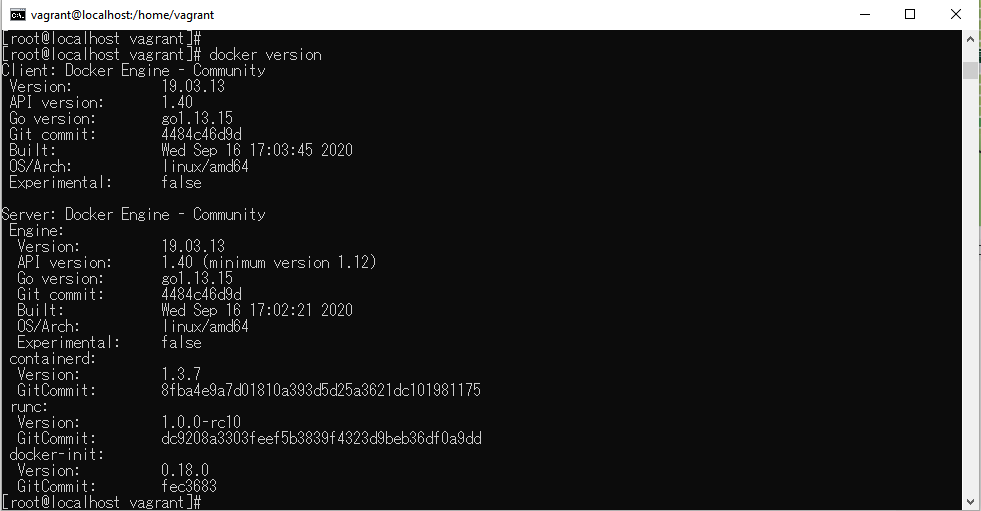 vagrant@localhost:/home/vagrant
[root@localhost vagrant]#
[root@localhost vagrant]# docker version
Client: Docker Engine - Community
 Version:           19.03.13
 API version:       1.40
 Go version:        go1.13.15
 Git commit:        4484c46d9d
 Built:             Wed Sep 16 17:03:45 2020
 OS/Arch:           linux/amd64
 Experimental:      false

Server: Docker Engine - Community
 Engine:
  Version:          19.03.13
  API version:      1.40 (minimum version 1.12)
  Go version:       go1.13.15
  Git commit:       4484c46d9d
  Built:            Wed Sep 16 17:02:21 2020
  OS/Arch:          linux/amd64
  Experimental:     false
 containerd:
  Version:          1.3.7
  GitCommit:        8fba4e9a7d01810a393d5d25a3621dc101981175
 runc:
  Version:          1.0.0-rc10
  GitCommit:        dc9208a3303feef5b3839f4323d9beb36df0a9dd
 docker-init:
  Version:          0.18.0
  GitCommit:        fec3683
[root@localhost vagrant]#